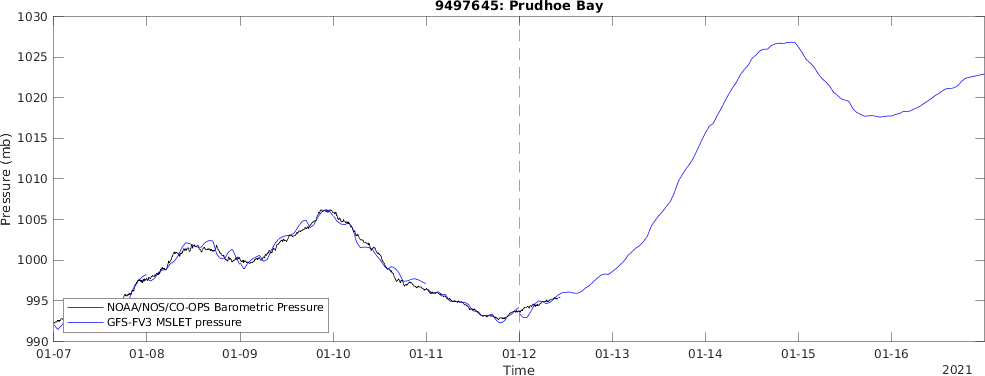 9497645: Prudhoe Bay
1030
1025
1020
1015
1010
1005
1000
995
990
Pressure (mb)
NOAA/NOS/CO-OPS Barometric Pressure
GFS-FV3 MSLET pressure
01-07 01-08 01-09 01-10 01-11 01-12 01-13 01-14 01-15 01-16
Time
2021